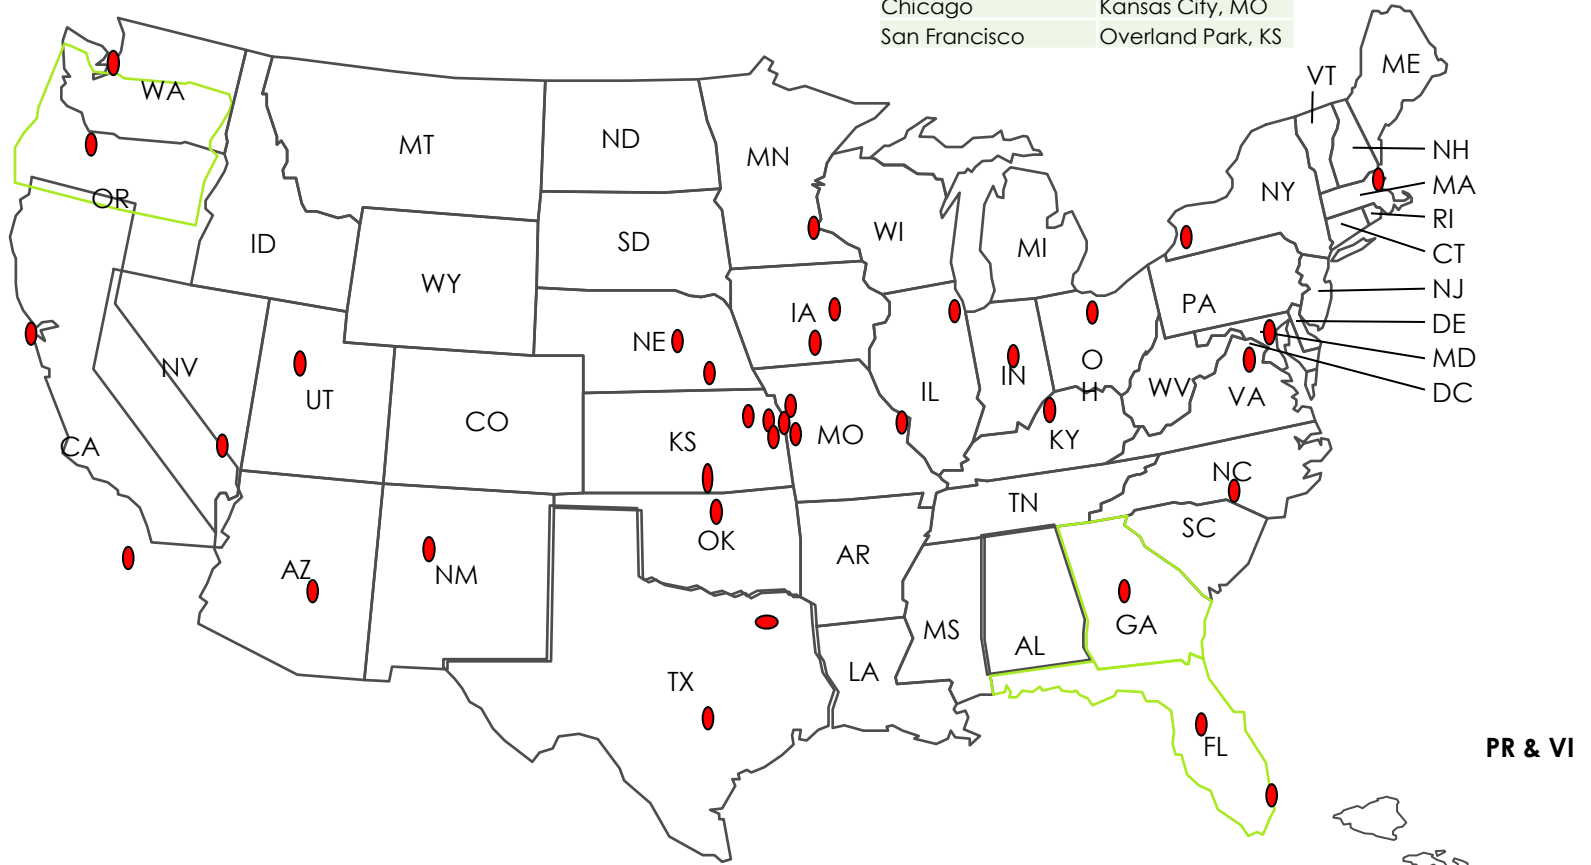 Chicago Kansas City, MO
San Francisco Overland Park, KS
VT
ME
WA
MT
ND
MN
NH
OR
NY
MA
RI
ID
SD
WI
MI
CT
WY
NJ
PA
IA
DE
NE
MD
NV
O
H
UT
IN
IL
WV
VA
DC
CO
CA
KS
MO
KY
NC
TN
SC
OK
AR
AZ
NM
GA
MS
AL
LA
TX
FL
PR & VI